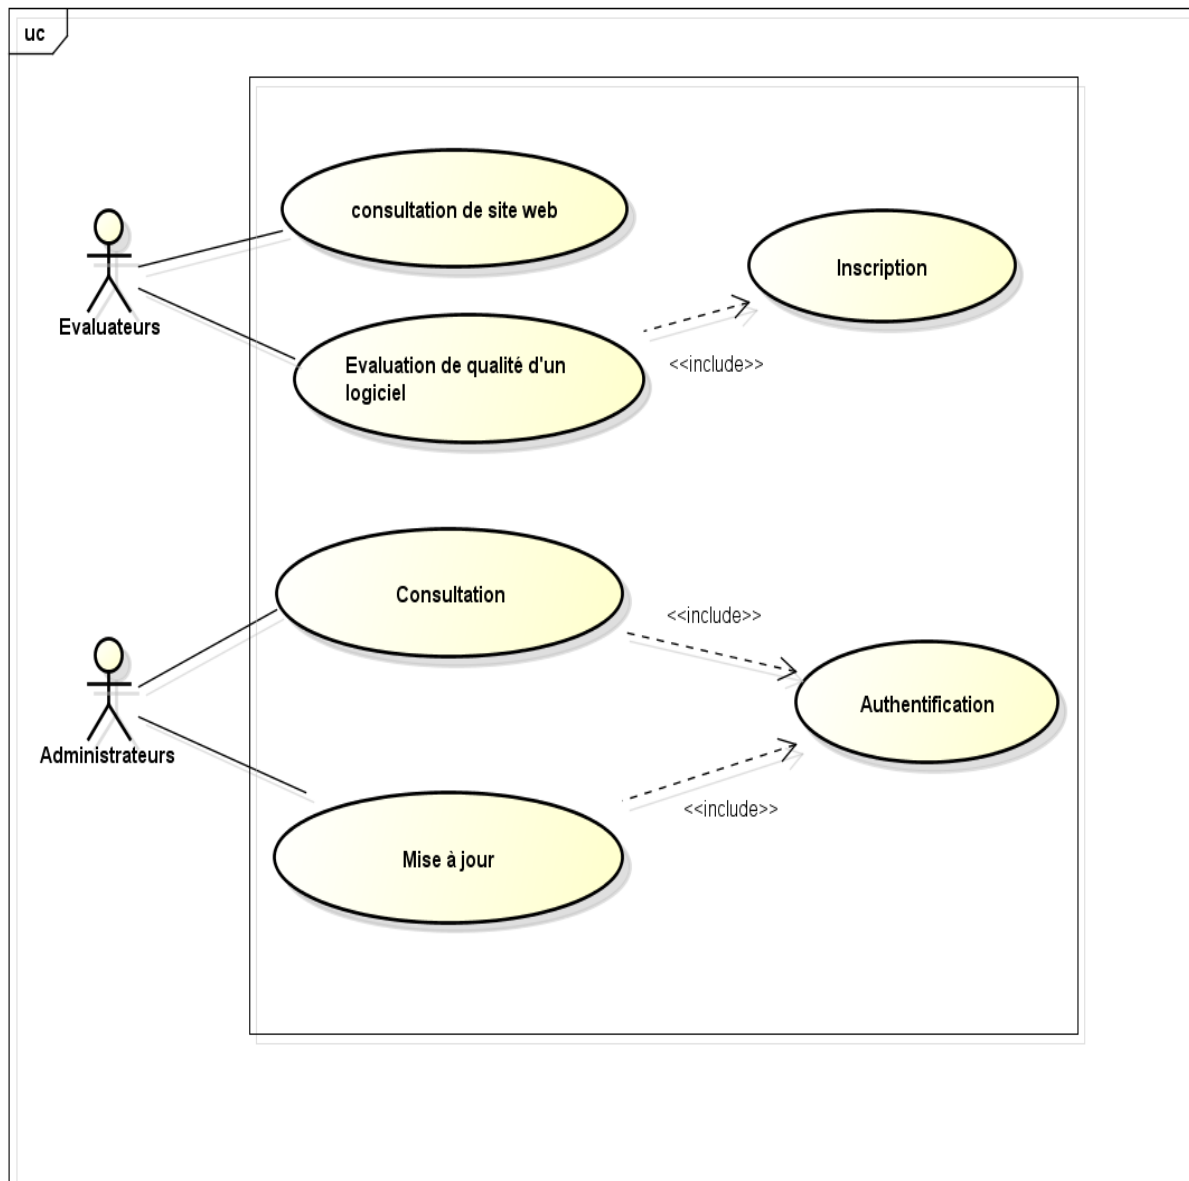 uc
consultation de site web
Inscription
Evaluateurs
Evaluation de qualité d'un
logiciel
<<include>>
Consultation
<<include>>
Authentification
Administrateurs
<<include>>
Mise à jour